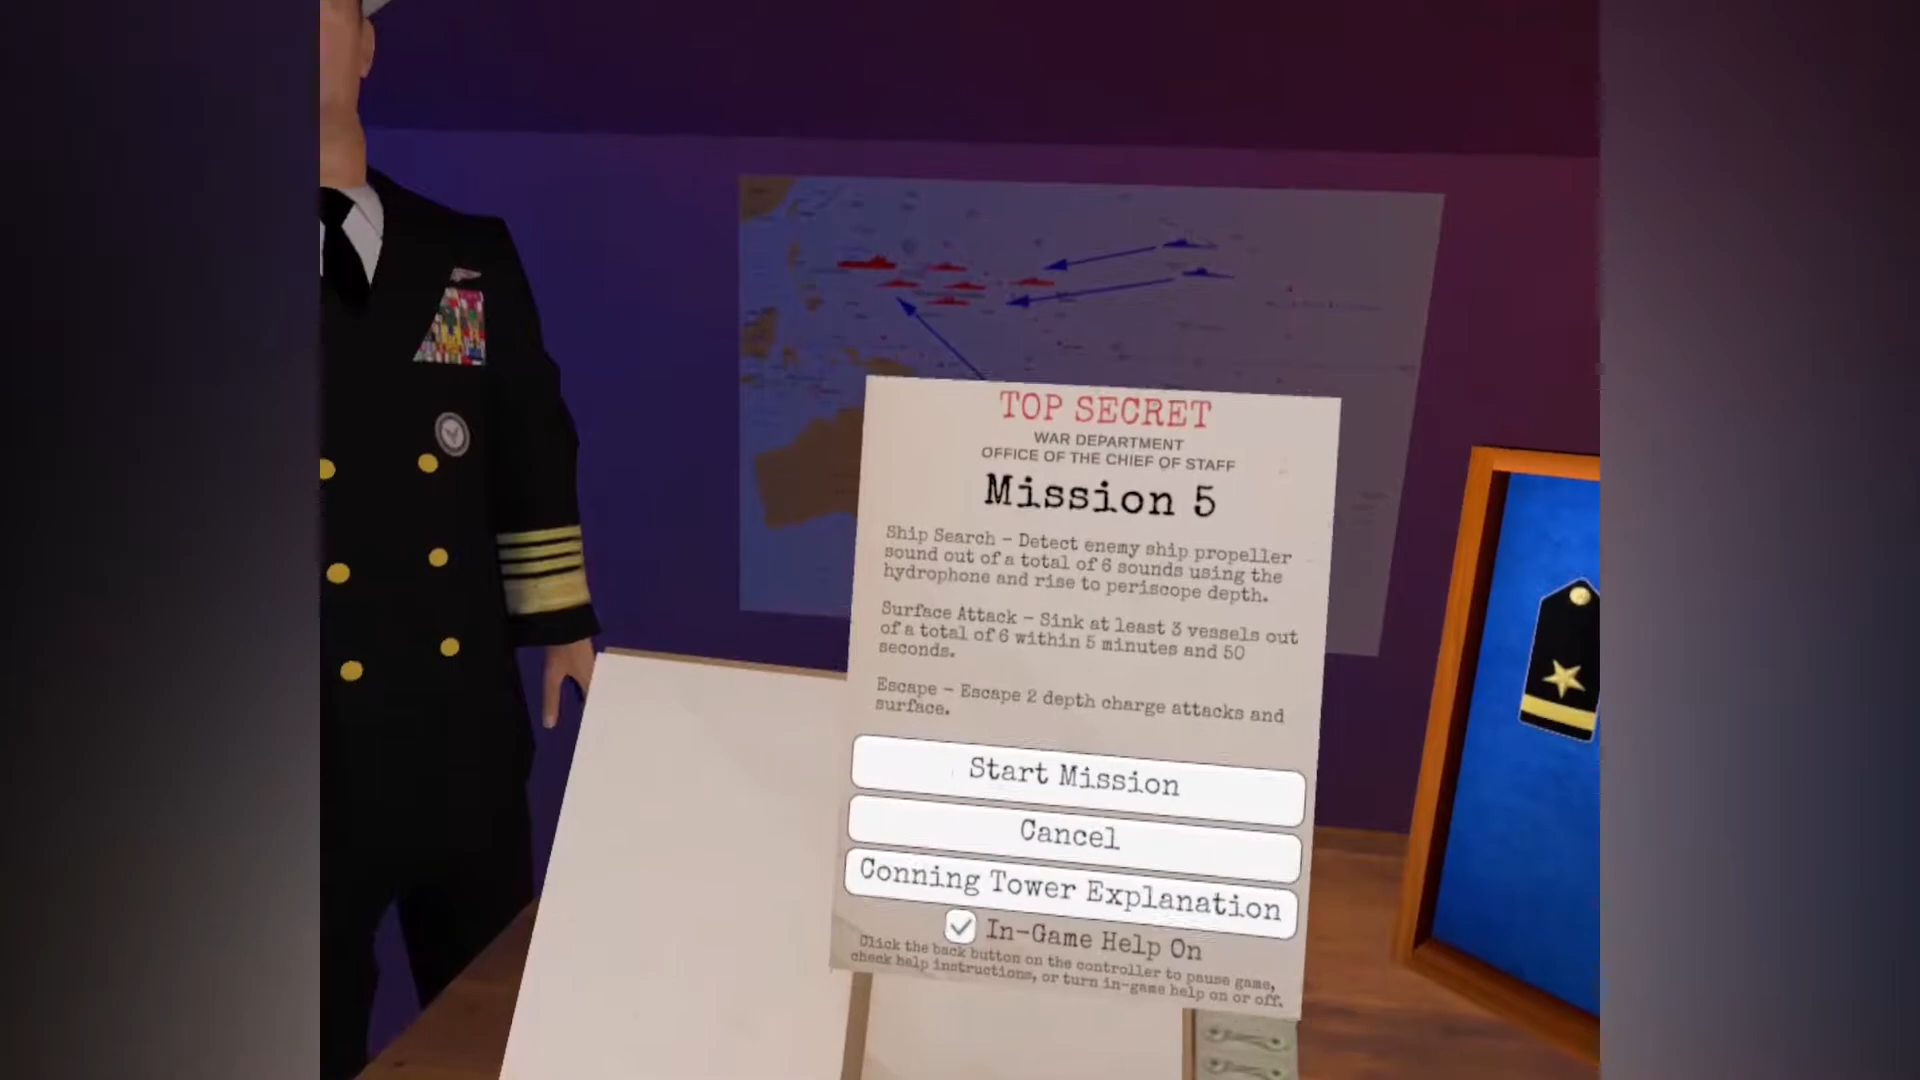 TOP SECRET
WAR DEPARTMENT
OFFICE OF THE CHIEF OF STAFF
Mission 5
Ship Search - Detect enemy ship propeller
sound out of a total of 6 sounds using the
hydrophone and rise to periscope depth.
Surface Attack - Sink at least 3 vessels out
of a total of 6 within 5 minutes and 50
seconds.
Escape - Escape 2 depth charge attacks and
surface.
Start Mission
Cancel
Conning Tower Explanation
In-Game Help On
Click the back button on the controller to pause game,
check help instructions, or turn in-game help on or off.